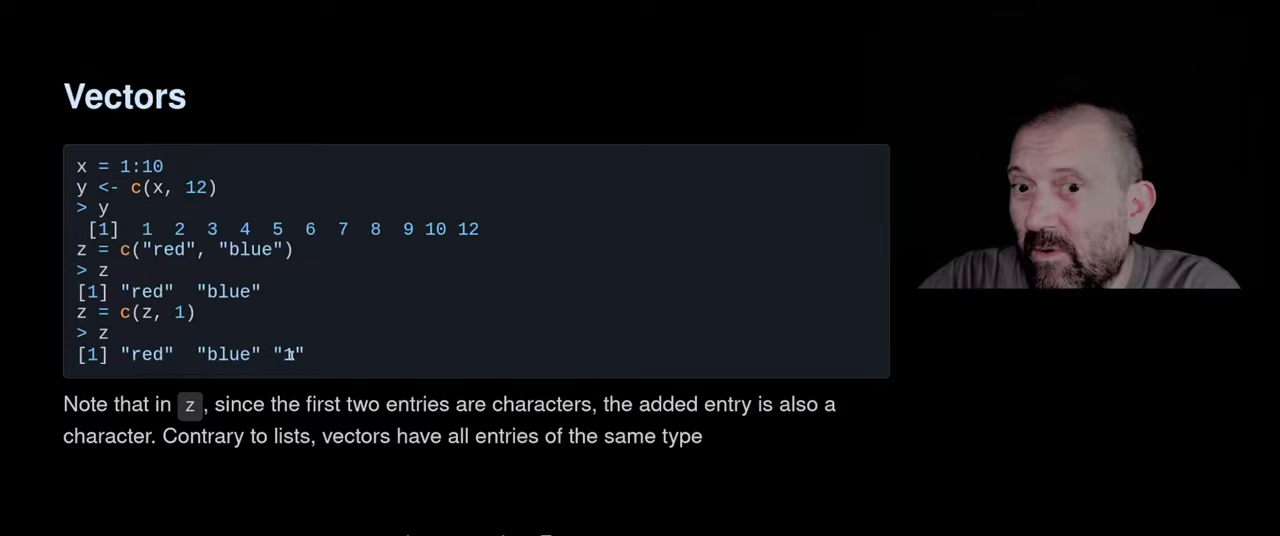 Vectors
x = 1:10
y <- c(x, 12)
> y
[1] 1 2 3 4 5 6 7 8 9 10 12
z = c("red", "blue")
> z
[1] "red" "blue"
z = c(z, 1)
> z
[1] "red" "blue" "1"
Note that in z, since the first two entries are characters, the added entry is also a
character. Contrary to lists, vectors have all entries of the same type